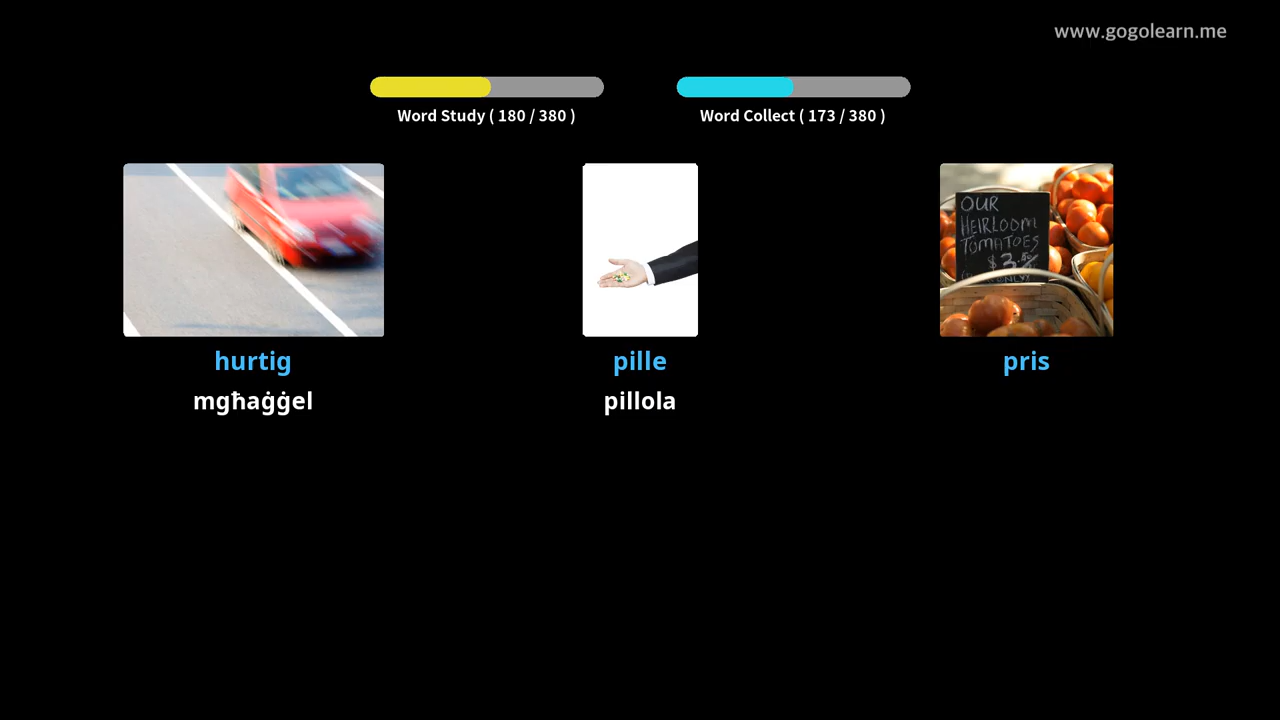 www.gogolearn.me
Word Study ( 180 / 380 )
Word Collect ( 173 / 380 )
OUR
HEIRLOOM
TOMATOES
$3
hurtig
pille
pris
mgħaġġel
pillola